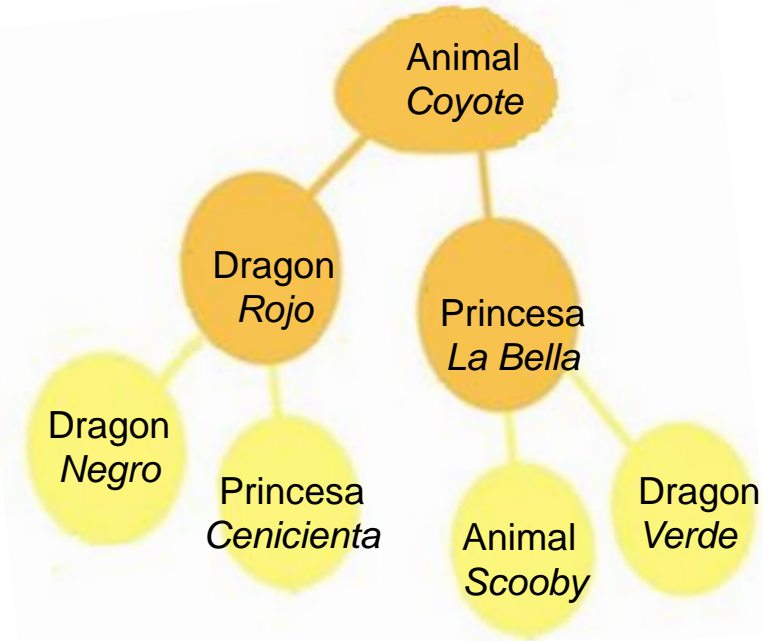 Animal
Coyote
Dragon
Rojo
Princesa
La Bella
Dragon
Negro
Princesa
Cenicienta
Animal
Scooby
Dragon
Verde